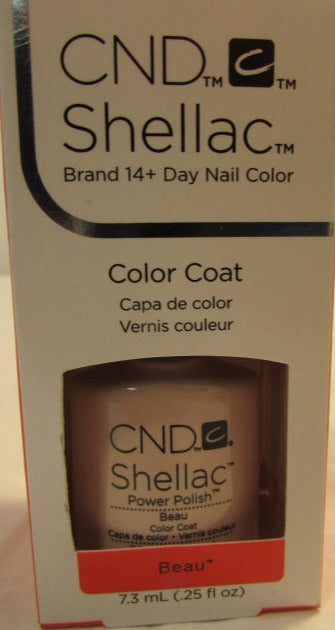 CND™ ™
Shellac™
Brand 14+ Day Nail Color
Color Coat
Capa de color
Vernis couleur
CND
Shellac™
Power Polish™
Beau
Color Coat
Capa de color • Vernis couleur
Beau™
7.3 mL (.25 fl oz)